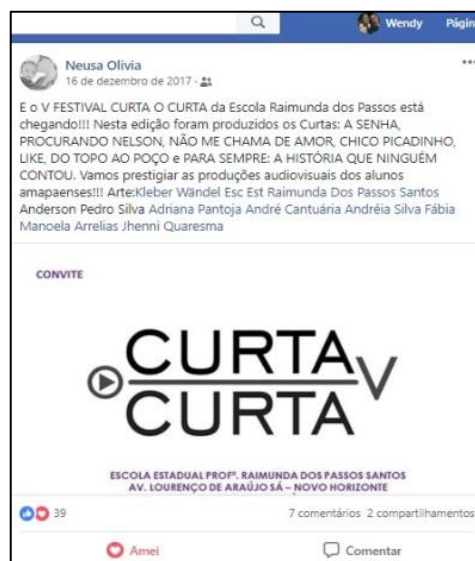 Wendy Págin
Neusa Olívia
16 de dezembro de 2017 ·
E o V FESTIVAL CURTA O CURTA da Escola Raimunda dos Passos está
chegando!!! Nesta edição foram produzidos os Curtas: A SENHA,
PROCURANDO NELSON, NÃO ME CHAMA DE AMOR, CHICO PICADINHO,
LIKE, DO TOPO AO POÇO e PARA SEMPRE: A HISTÓRIA QUE NINGUÉM
CONTOU. Vamos prestigiar as produções audiovisuais dos alunos
amapaenses!!! Arte:Kleber Wändel Esc Est Raimunda Dos Passos Santos
Anderson Pedro Silva Adriana Pantoja André Cantuária Andréia Silva Fábia
Manoela Arrelias Jhenni Quaresma
CONVITE
CURTA
V
CURTA
ESCOLA ESTADUAL PROFª. RAIMUNDA DOS PASSOS SANTOS
AV. LOURENÇO DE ARAÚJO SÁ – NOVO HORIZONTE
39 7 comentários 2 compartilhamentos
Amei Comentar